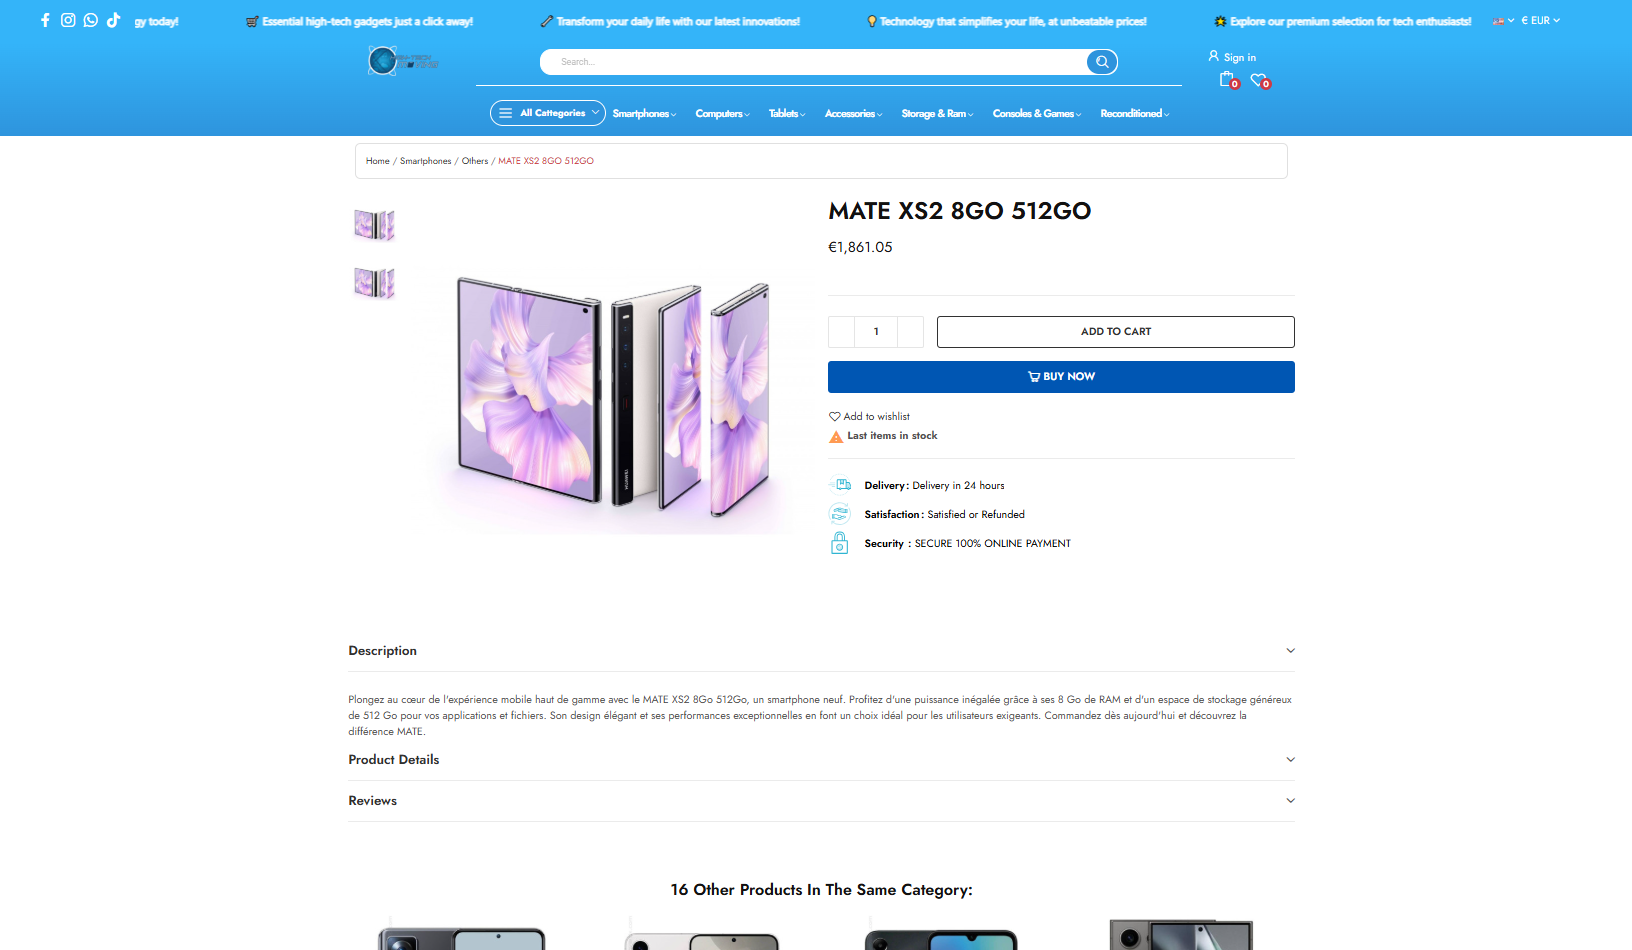 gy today!
Essential high-tech gadgets just a click away!
Transform your daily life with our latest innovations!
Technology that simplifies your life, at unbeatable prices!
Explore our premium selection for tech enthusiasts!
€ EUR
Search...
Sign in
0
0
All Cattegories
Smartphones
Computers
Tablets
Accessories
Storage & Ram
Consoles & Games
Reconditioned
Home / Smartphones / Others / MATE XS2 8GO 512GO
MATE XS2 8GO 512GO
€1,861.05
1
ADD TO CART
BUY NOW
Add to wishlist
Last items in stock
Delivery : Delivery in 24 hours
Satisfaction : Satisfied or Refunded
Security : SECURE 100% ONLINE PAYMENT
HUAWEI
Description
Plongez au cœur de l'expérience mobile haut de gamme avec le MATE XS2 8Go 512Go, un smartphone neuf. Profitez d'une puissance inégalée grâce à ses 8 Go de RAM et d'un espace de stockage généreux
de 512 Go pour vos applications et fichiers. Son design élégant et ses performances exceptionnelles en font un choix idéal pour les utilisateurs exigeants. Commandez dès aujourd'hui et découvrez la
différence MATE.
Product Details
Reviews
16 Other Products In The Same Category: